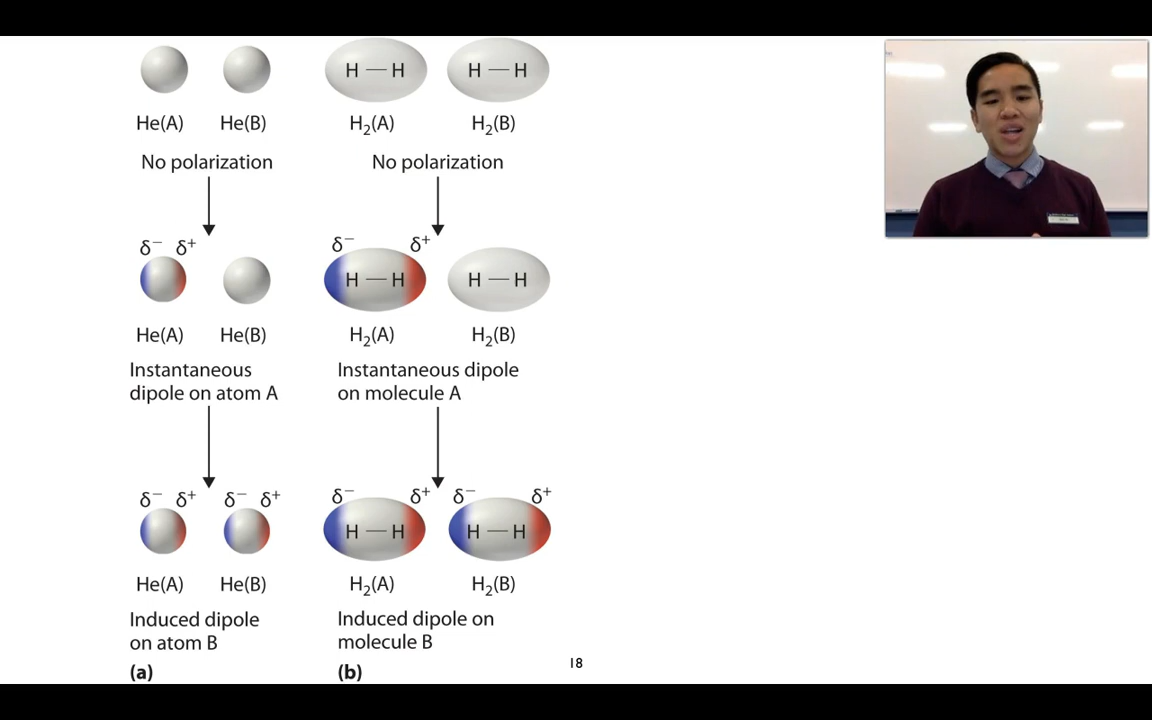 H — H H — H
He(A) He(B) H₂(A) H₂(B)
No polarization No polarization
δ⁻ δ⁺ δ⁻ δ⁺
H — H H — H
He(A) He(B) H₂(A) H₂(B)
Instantaneous
dipole on atom A
Instantaneous dipole
on molecule A
δ⁻ δ⁺ δ⁻ δ⁺ δ⁻ δ⁺ δ⁻ δ⁺
H — H H — H
He(A) He(B) H₂(A) H₂(B)
Induced dipole
on atom B
Induced dipole on
molecule B
(a) (b)
18